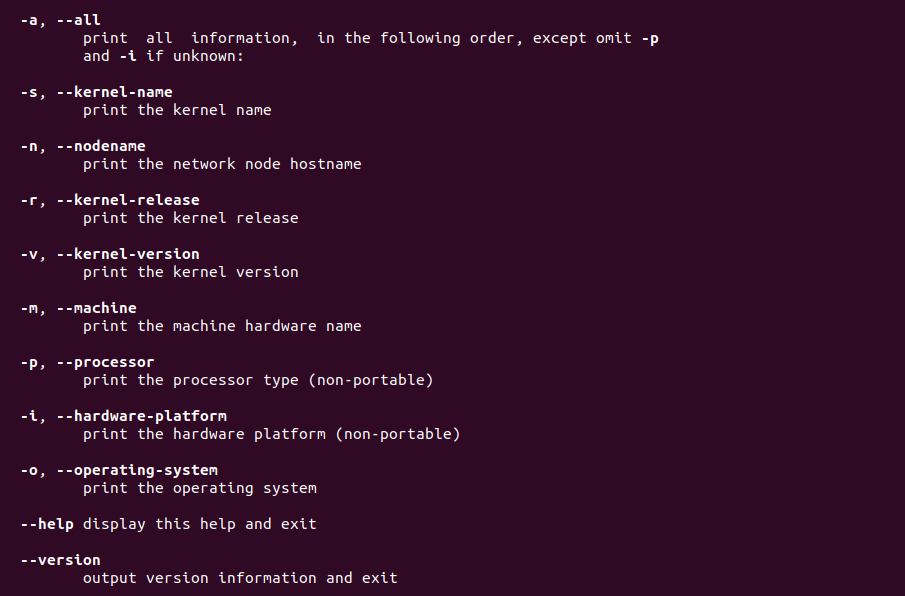 -a, --all
print  all  information,  in the following order, except omit -p
and -i if unknown:
-s, --kernel-name
print the kernel name
-n, --nodename
print the network node hostname
-r, --kernel-release
print the kernel release
-v, --kernel-version
print the kernel version
-m, --machine
print the machine hardware name
-p, --processor
print the processor type (non-portable)
-i, --hardware-platform
print the hardware platform (non-portable)
-o, --operating-system
print the operating system
--help display this help and exit
--version
output version information and exit